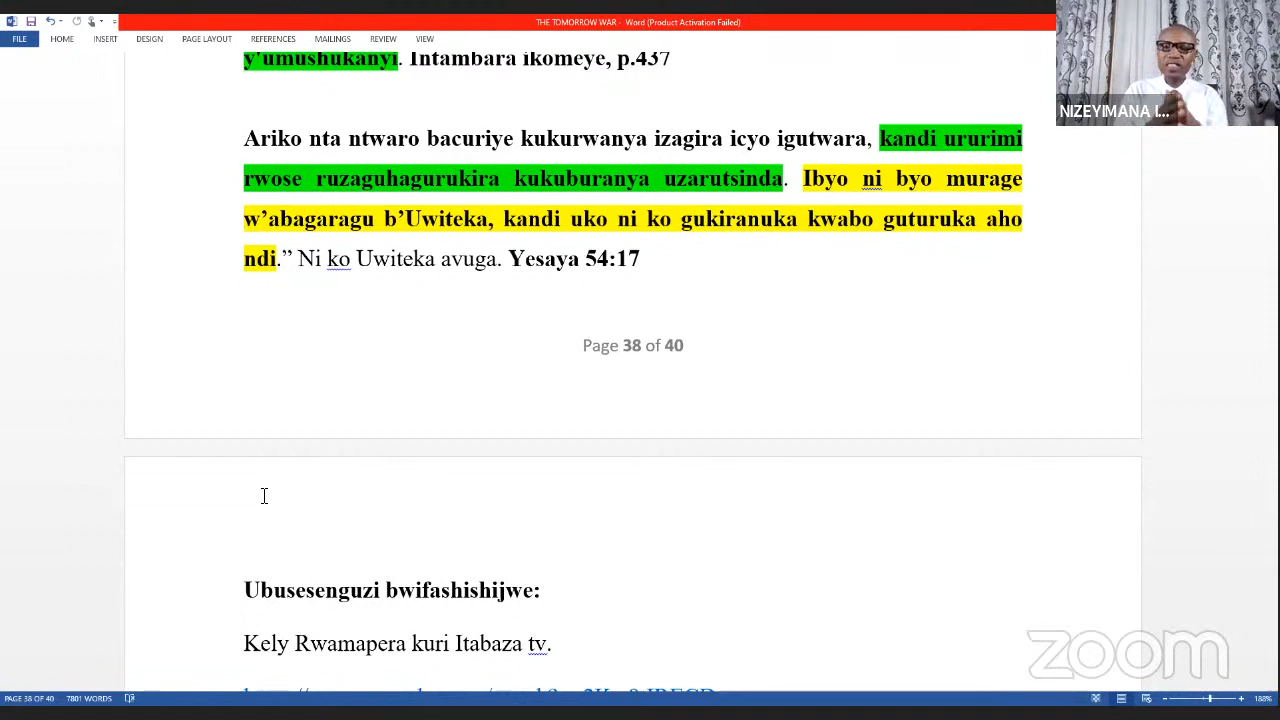 THE TOMORROW WAR - Word (Product Activation Failed)
FILE HOME INSERT DESIGN PAGE LAYOUT REFERENCES MAILINGS REVIEW VIEW
y'umushukanyi. Intambara ikomeye, p.437
NIZEYIMANA I...
Ariko nta ntwaro bacuriye kukurwanya izagira icyo igutwara, kandi ururimi
rwose ruzaguhagurukira kukuburanya uzarutsinda. Ibyo ni byo murage
w’abagaragu b’Uwiteka, kandi uko ni ko gukiranuka kwabo guturuka aho
ndi.” Ni ko Uwiteka avuga. Yesaya 54:17
Page 38 of 40
Ubusesenguzi bwifashishijwe:
Kely Rwamapera kuri Itabaza tv.
zoom
PAGE 38 OF 40 7801 WORDS 188%